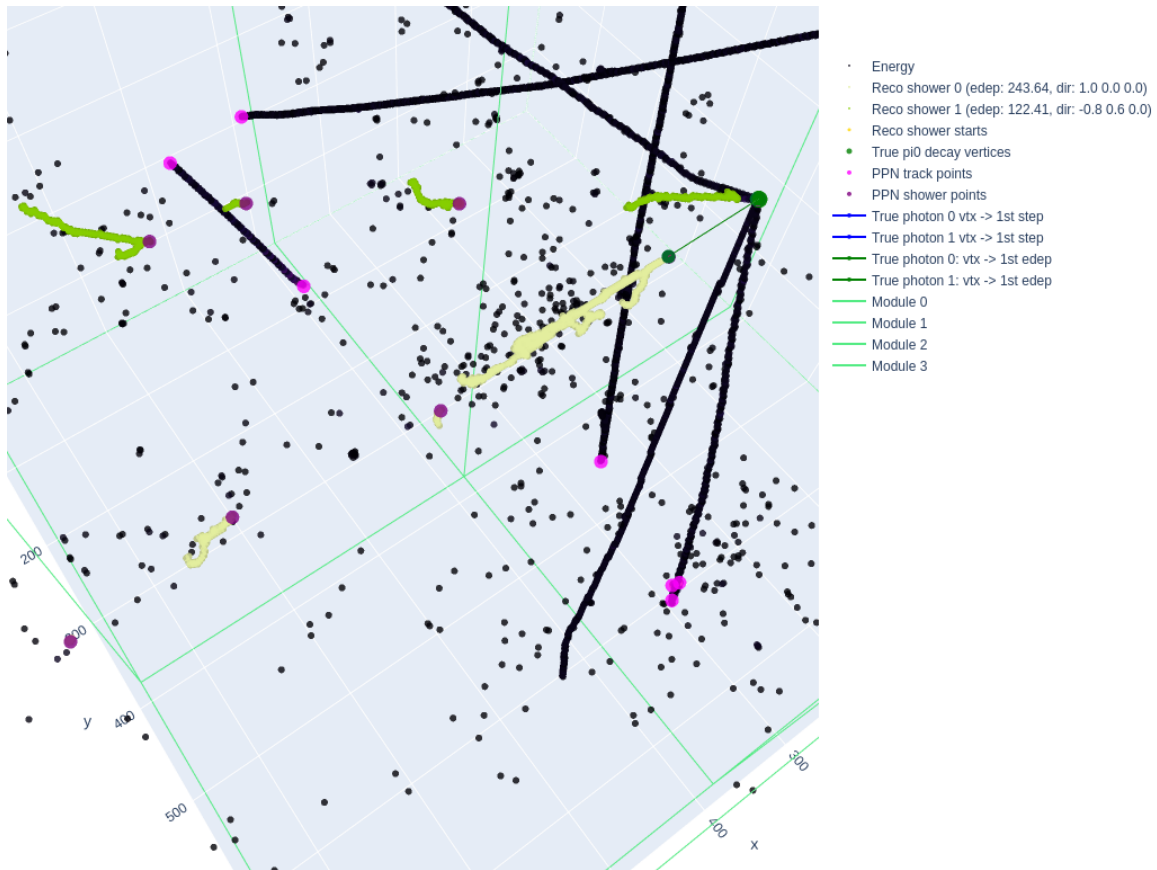 Energy
Reco shower 0 (edep: 243.64, dir: 1.0 0.0 0.0)
Reco shower 1 (edep: 122.41, dir: -0.8 0.6 0.0)
Reco shower starts
True pi0 decay vertices
PPN track points
PPN shower points
True photon 0 vtx -> 1st step
True photon 1 vtx -> 1st step
True photon 0: vtx -> 1st edep
True photon 1: vtx -> 1st edep
Module 0
Module 1
Module 2
Module 3
200
400
500
y
300
400
x